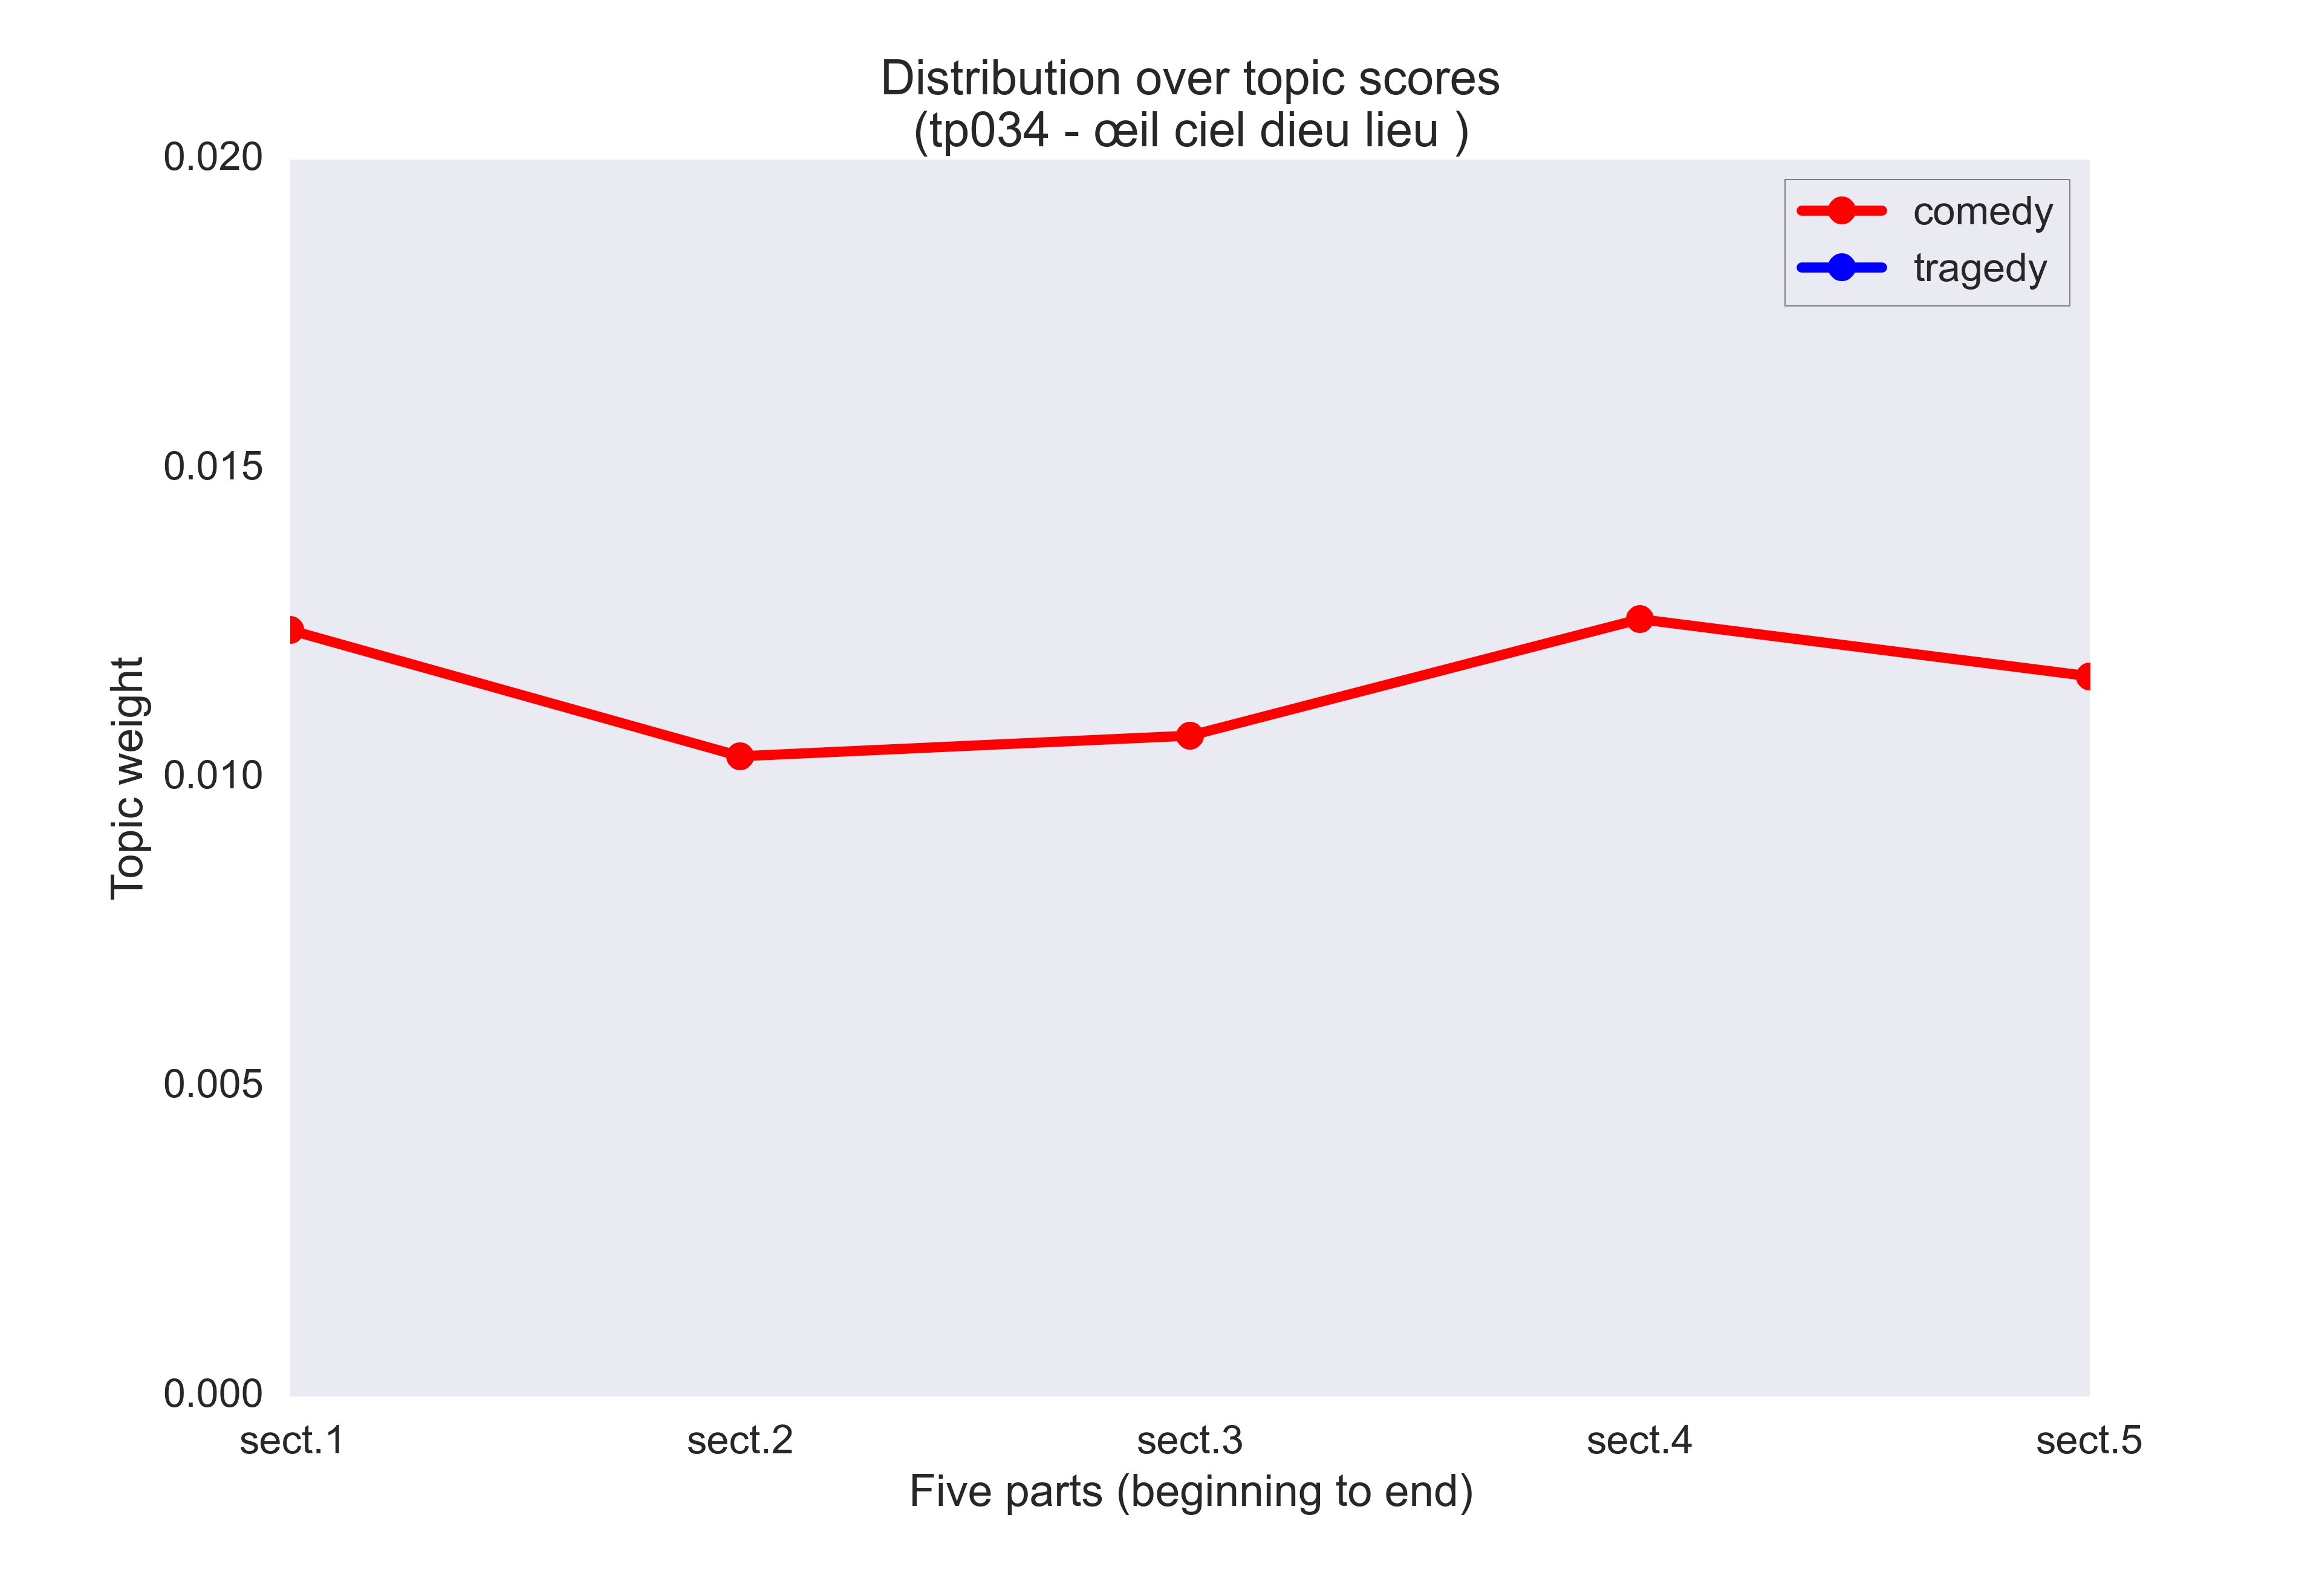 Distribution over topic scores
(tp034 - œil ciel dieu lieu )
comedy
tragedy
Topic weight
0.020
0.015
0.010
0.005
0.000
sect.1
sect.2
sect.3
sect.4
sect.5
Five parts (beginning to end)